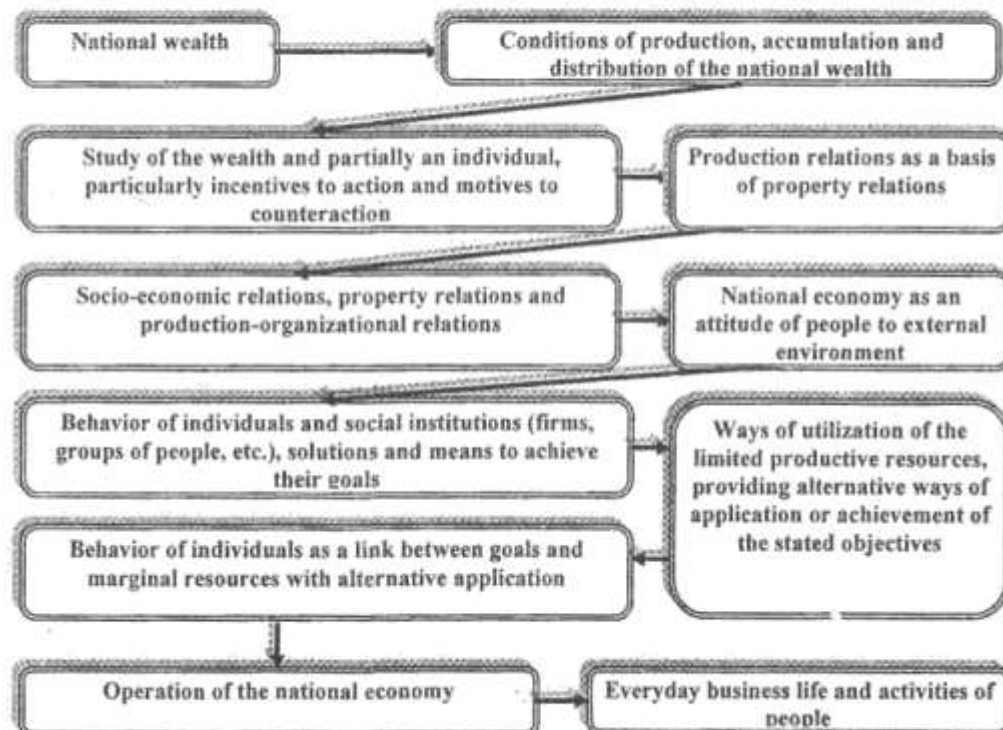 National wealth
Conditions of production, accumulation and
distribution of the national wealth
Study of the wealth and partially an individual,
particularly incentives to action and motives to
counteraction
Production relations as a basis
of property relations
Socio-economic relations, property relations and
production-organizational relations
National economy as an
attitude of people to external
environment
Behavior of individuals and social institutions (firms,
groups of people, etc.), solutions and means to achieve
their goals
Ways of utilization of the
limited productive resources,
providing alternative ways of
application or achievement of
the stated objectives
Behavior of individuals as a link between goals and
marginal resources with alternative application
Operation of the national economy
Everyday business life and activities of
people